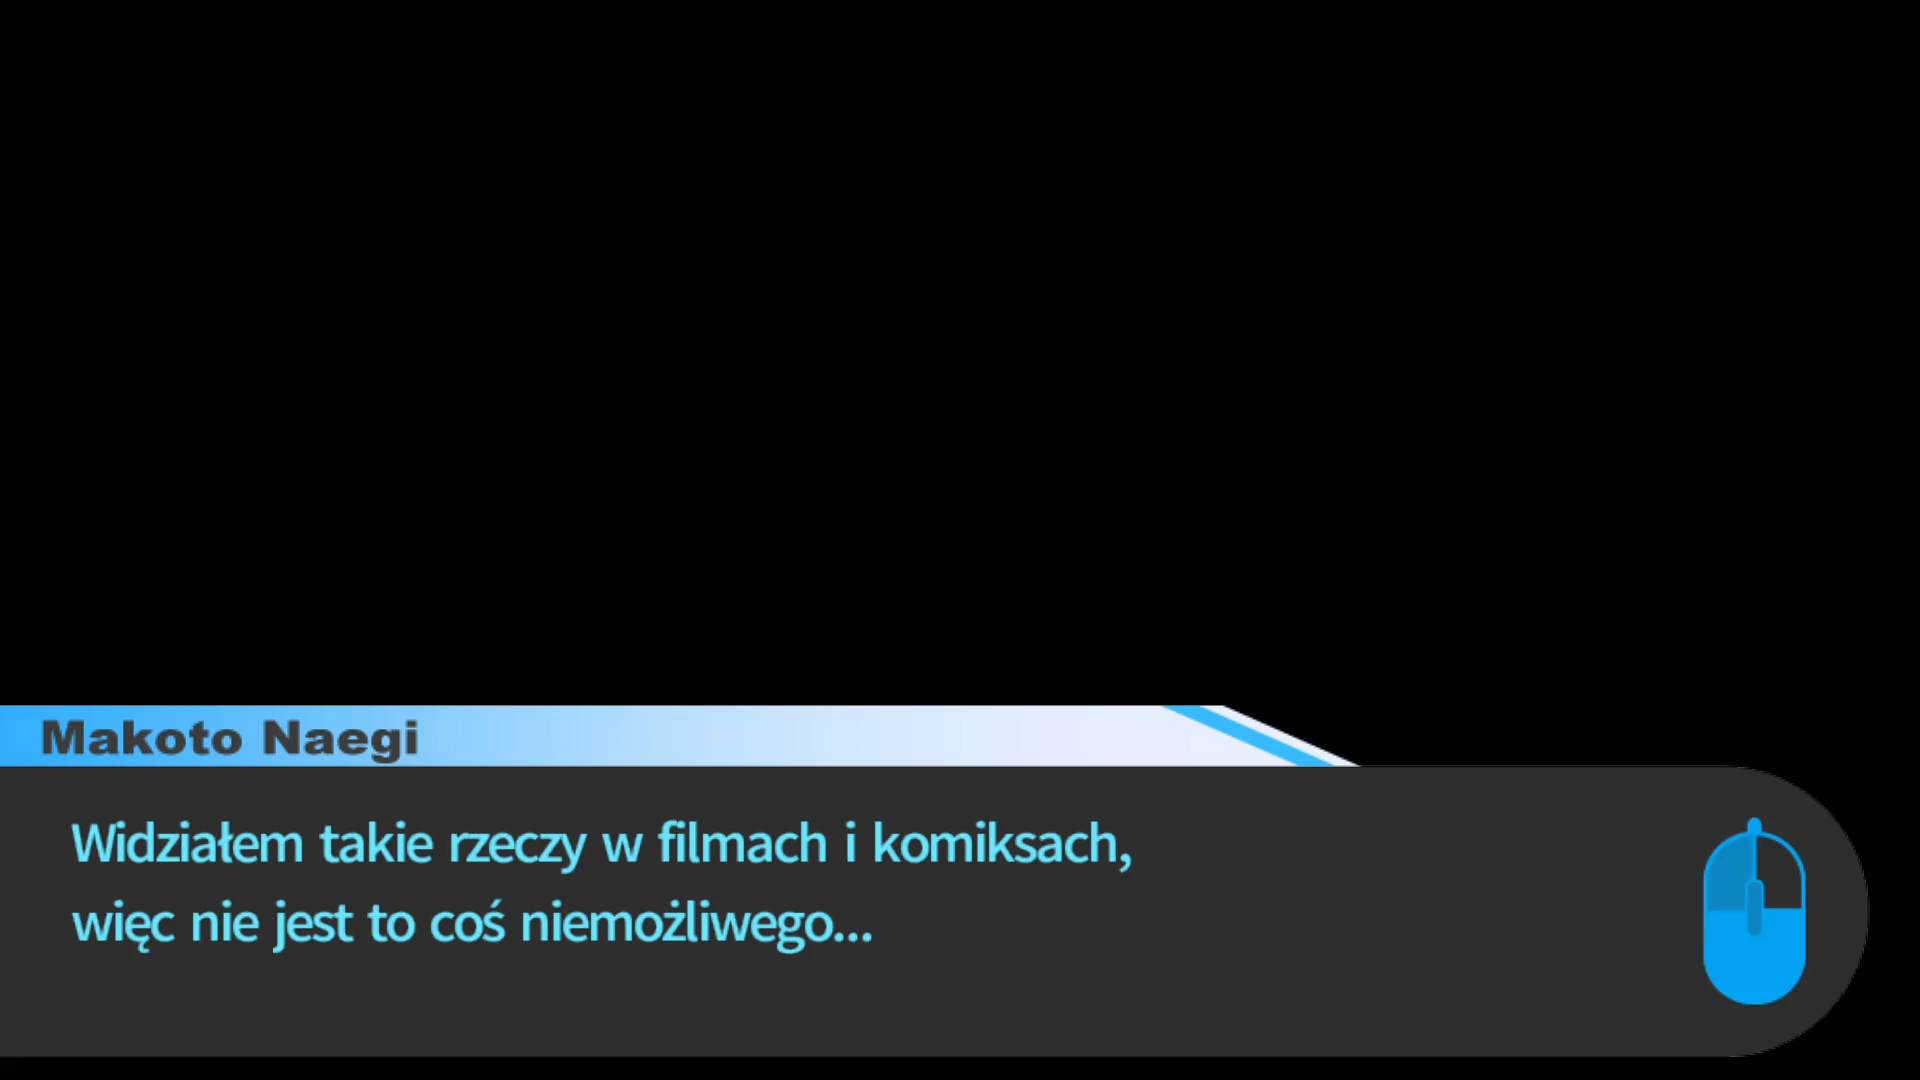 Makoto Naegi
Widziałem takie rzeczy w filmach i komiksach,
więc nie jest to coś niemożliwego...